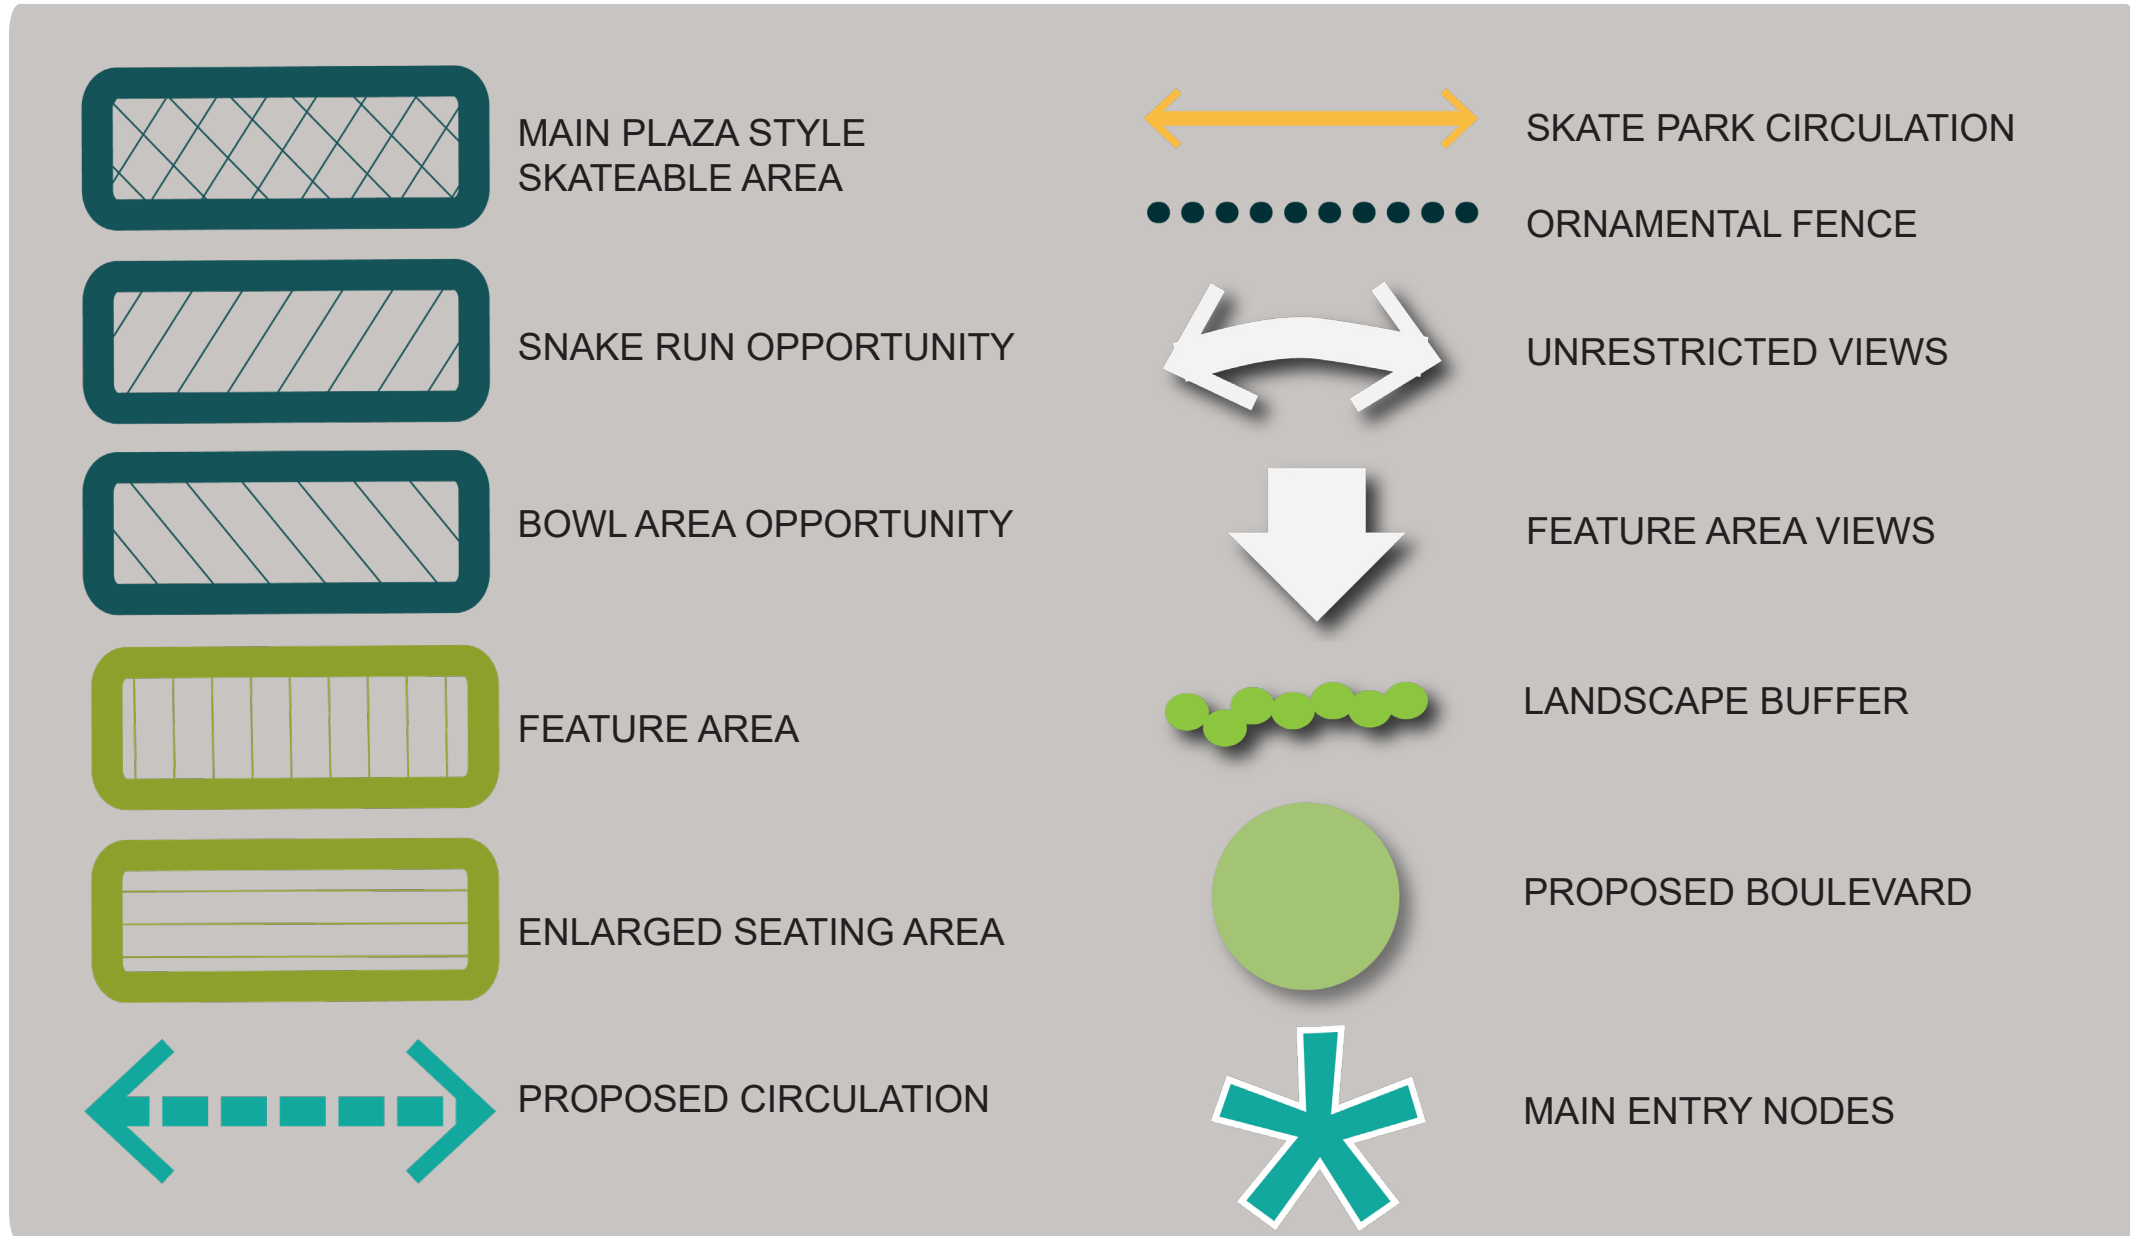 MAIN PLAZA STYLE
SKATEABLE AREA
SNAKE RUN OPPORTUNITY
BOWL AREA OPPORTUNITY
FEATURE AREA
ENLARGED SEATING AREA
PROPOSED CIRCULATION
SKATE PARK CIRCULATION
ORNAMENTAL FENCE
UNRESTRICTED VIEWS
FEATURE AREA VIEWS
LANDSCAPE BUFFER
PROPOSED BOULEVARD
MAIN ENTRY NODES